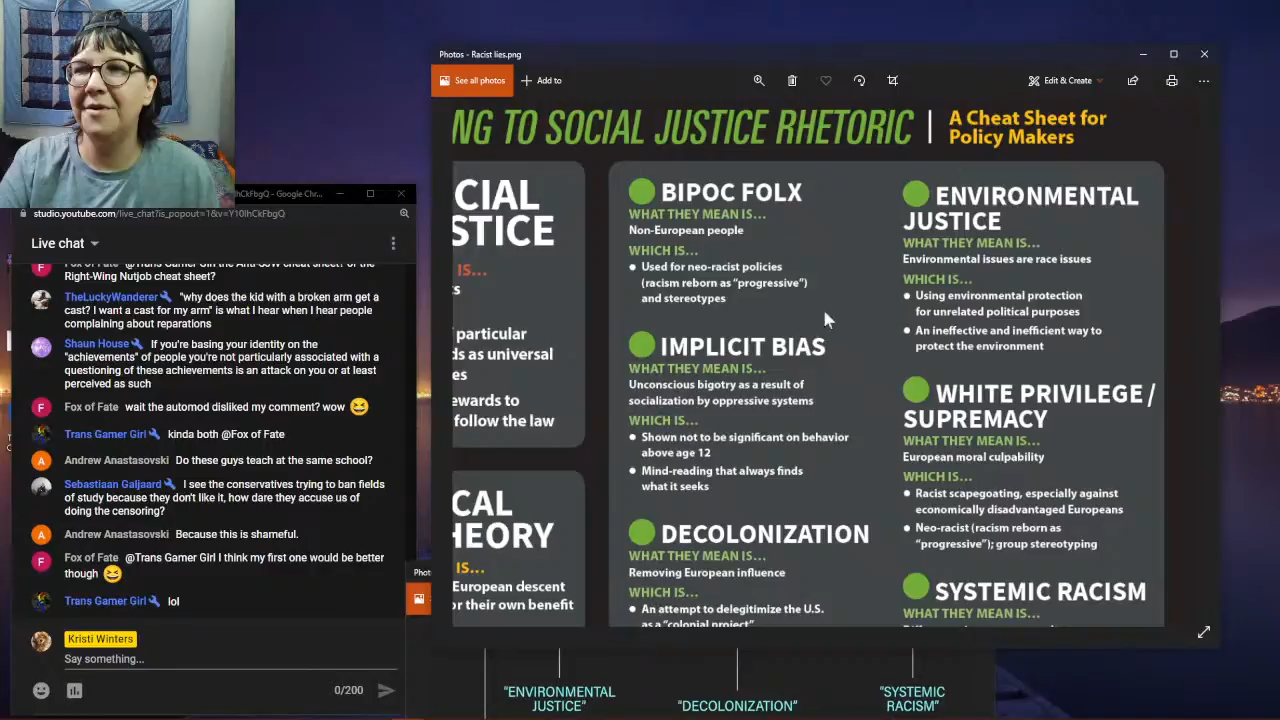 hCkFbgQ - Google Chr...
studio.youtube.com/live_chat?is_popout=1&v=Y10IhCkFbgQ
Live chat
Right-Wing Nutjob cheat sheet?
TheLuckyWanderer "why does the kid with a broken arm get a
cast? I want a cast for my arm" is what I hear when I hear people
complaining about reparations
Shaun House If you're basing your identity on the
"achievements" of people you're not particularly associated with a
questioning of these achievements is an attack on you or at least
perceived as such
Fox of Fate wait the automod disliked my comment? wow 😆
Trans Gamer Girl kinda both @Fox of Fate
Andrew Anastasovski Do these guys teach at the same school?
Sebastiaan Galjaard I see the conservatives trying to ban fields
of study because they don't like it, how dare they accuse us of
doing the censoring?
Andrew Anastasovski Because this is shameful.
Fox of Fate @Trans Gamer Girl I think my first one would be better
though 😆
Trans Gamer Girl lol
Kristi Winters
Say something...
0/200
Phot
Photos - Racist lies.png
See all photos
Add to
Edit & Create
NG TO SOCIAL JUSTICE RHETORIC
A Cheat Sheet for
Policy Makers
CIAL
STICE
IS...
s
particular
ds as universal
es
ewards to
follow the law
CAL
HEORY
IS...
European descent
or their own benefit
BIPOC FOLX
WHAT THEY MEAN IS...
Non-European people
WHICH IS...
• Used for neo-racist policies
(racism reborn as "progressive")
and stereotypes
IMPLICIT BIAS
WHAT THEY MEAN IS...
Unconscious bigotry as a result of
socialization by oppressive systems
WHICH IS...
• Shown not to be significant on behavior
above age 12
• Mind-reading that always finds
what it seeks
DECOLONIZATION
WHAT THEY MEAN IS...
Removing European influence
WHICH IS...
• An attempt to delegitimize the U.S.
as a "colonial project"
ENVIRONMENTAL
JUSTICE
WHAT THEY MEAN IS...
Environmental issues are race issues
WHICH IS...
• Using environmental protection
for unrelated political purposes
• An ineffective and inefficient way to
protect the environment
WHITE PRIVILEGE /
SUPREMACY
WHAT THEY MEAN IS...
European moral culpability
WHICH IS...
• Racist scapegoating, especially against
economically disadvantaged Europeans
• Neo-racist (racism reborn as
"progressive"); group stereotyping
SYSTEMIC RACISM
WHAT THEY MEAN IS...
"ENVIRONMENTAL
JUSTICE"
"DECOLONIZATION"
"SYSTEMIC
RACISM"